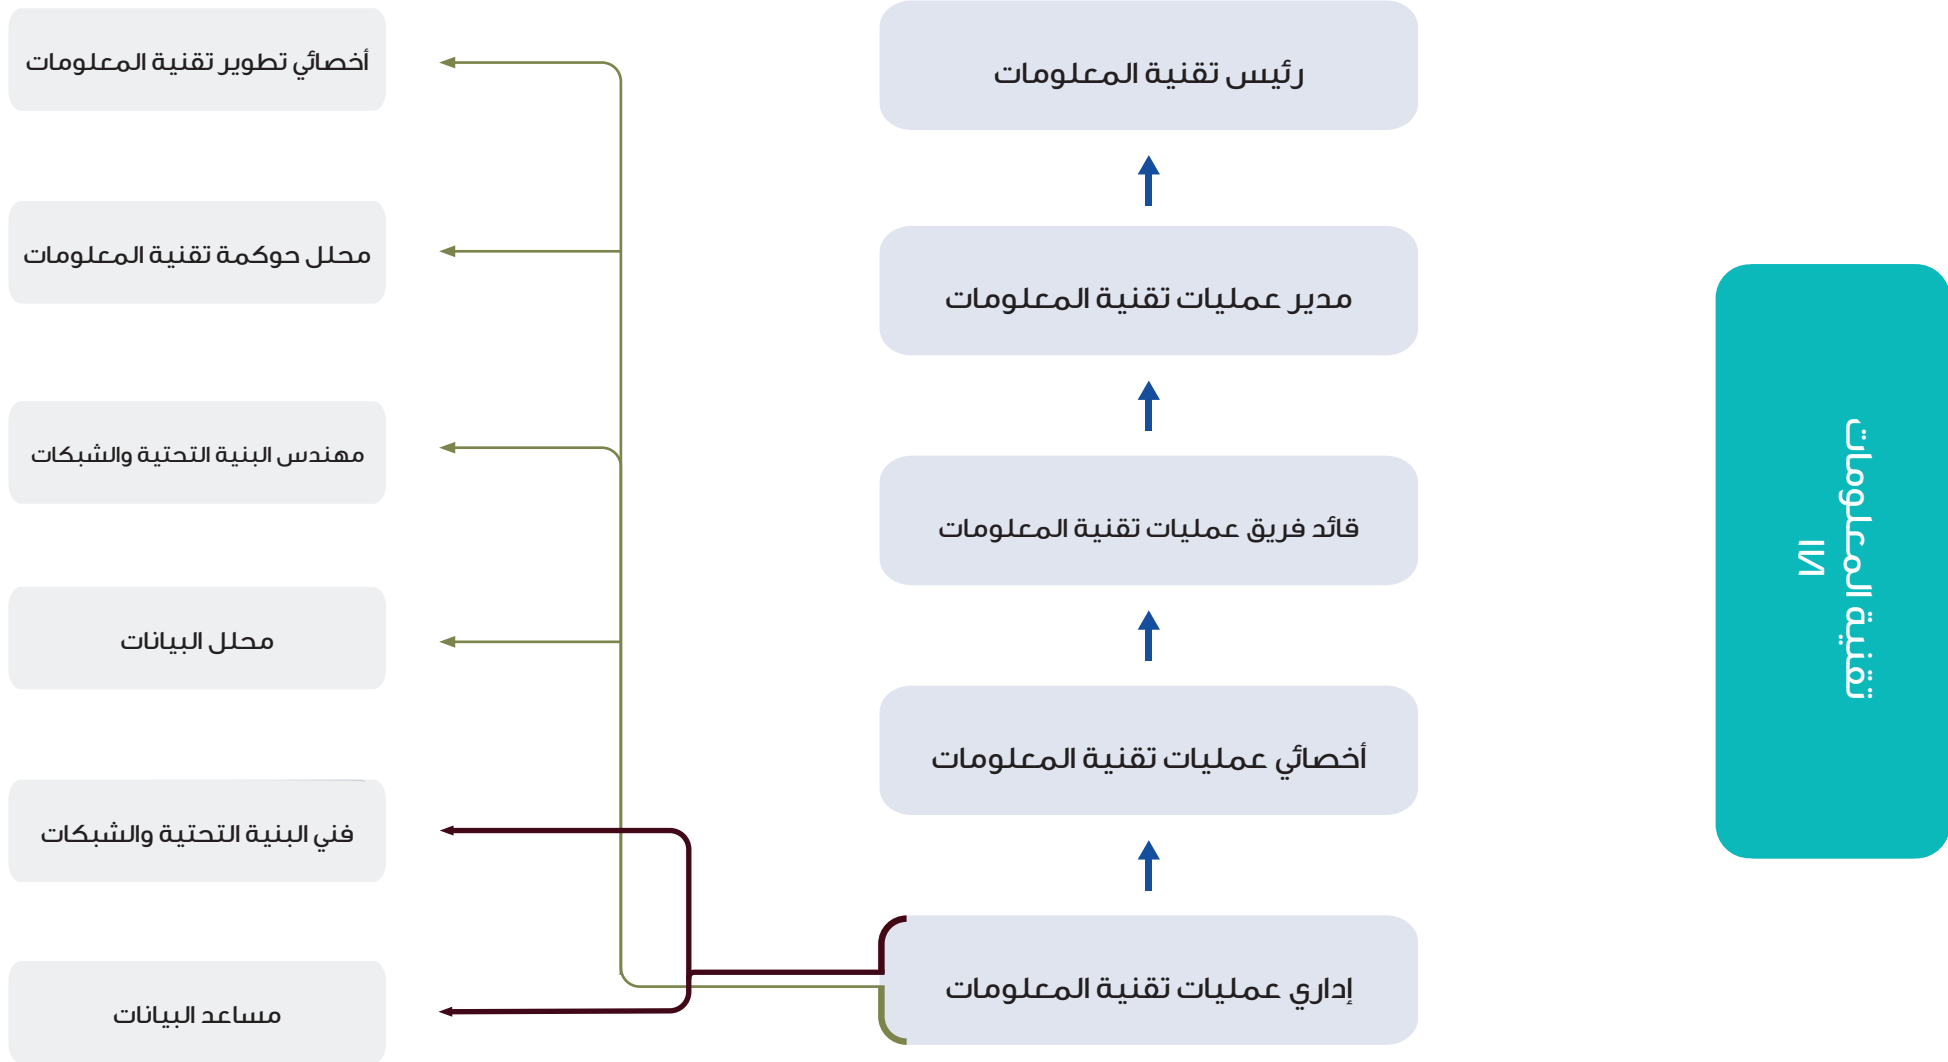 تقنية المعلومات
IN
رئيس تقنية المعلومات
مدير عمليات تقنية المعلومات
قائد فريق عمليات تقنية المعلومات
أخصائي عمليات تقنية المعلومات
إداري عمليات تقنية المعلومات
أخصائي تطوير تقنية المعلومات
محلل حوكمة تقنية المعلومات
مهندس البنية التحتية والشبكات
محلل البيانات
فني البنية التحتية والشبكات
مساعد البيانات